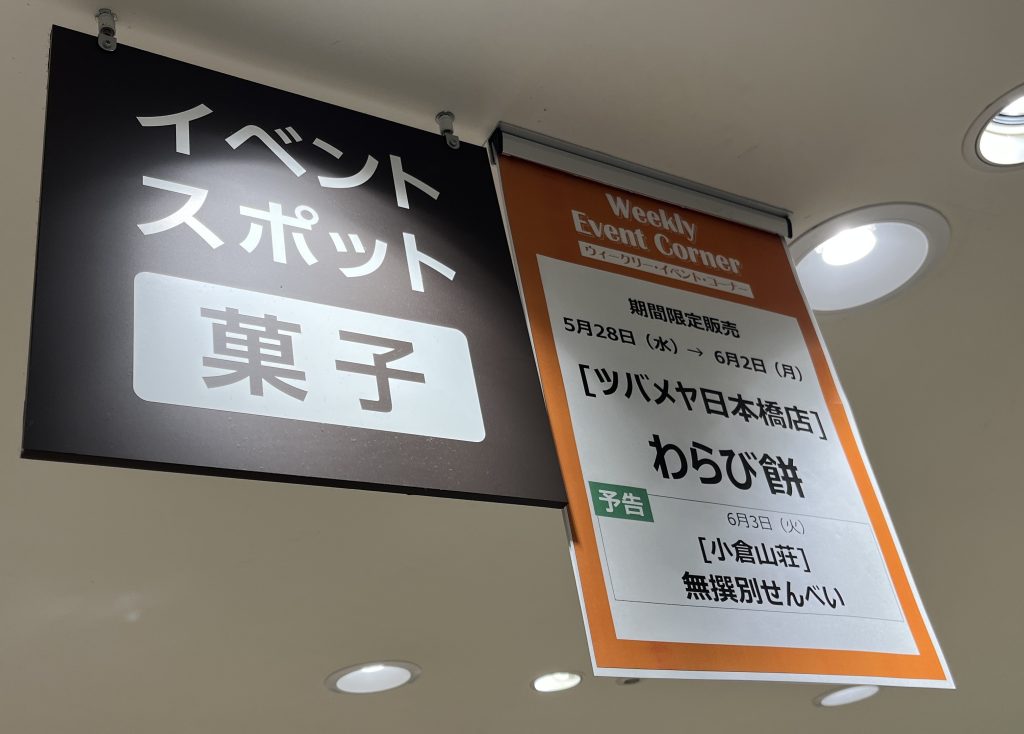 イベント
スポット
菓子
Weekly
Event Corner
ウィークリー・イベント・コーナー
期間限定販売
5月28日（水）→ 6月2日（月）
［ツバメヤ日本橋店］
わらび餅
予告
6月3日（火）
［小倉山荘］
無撰別せんべい